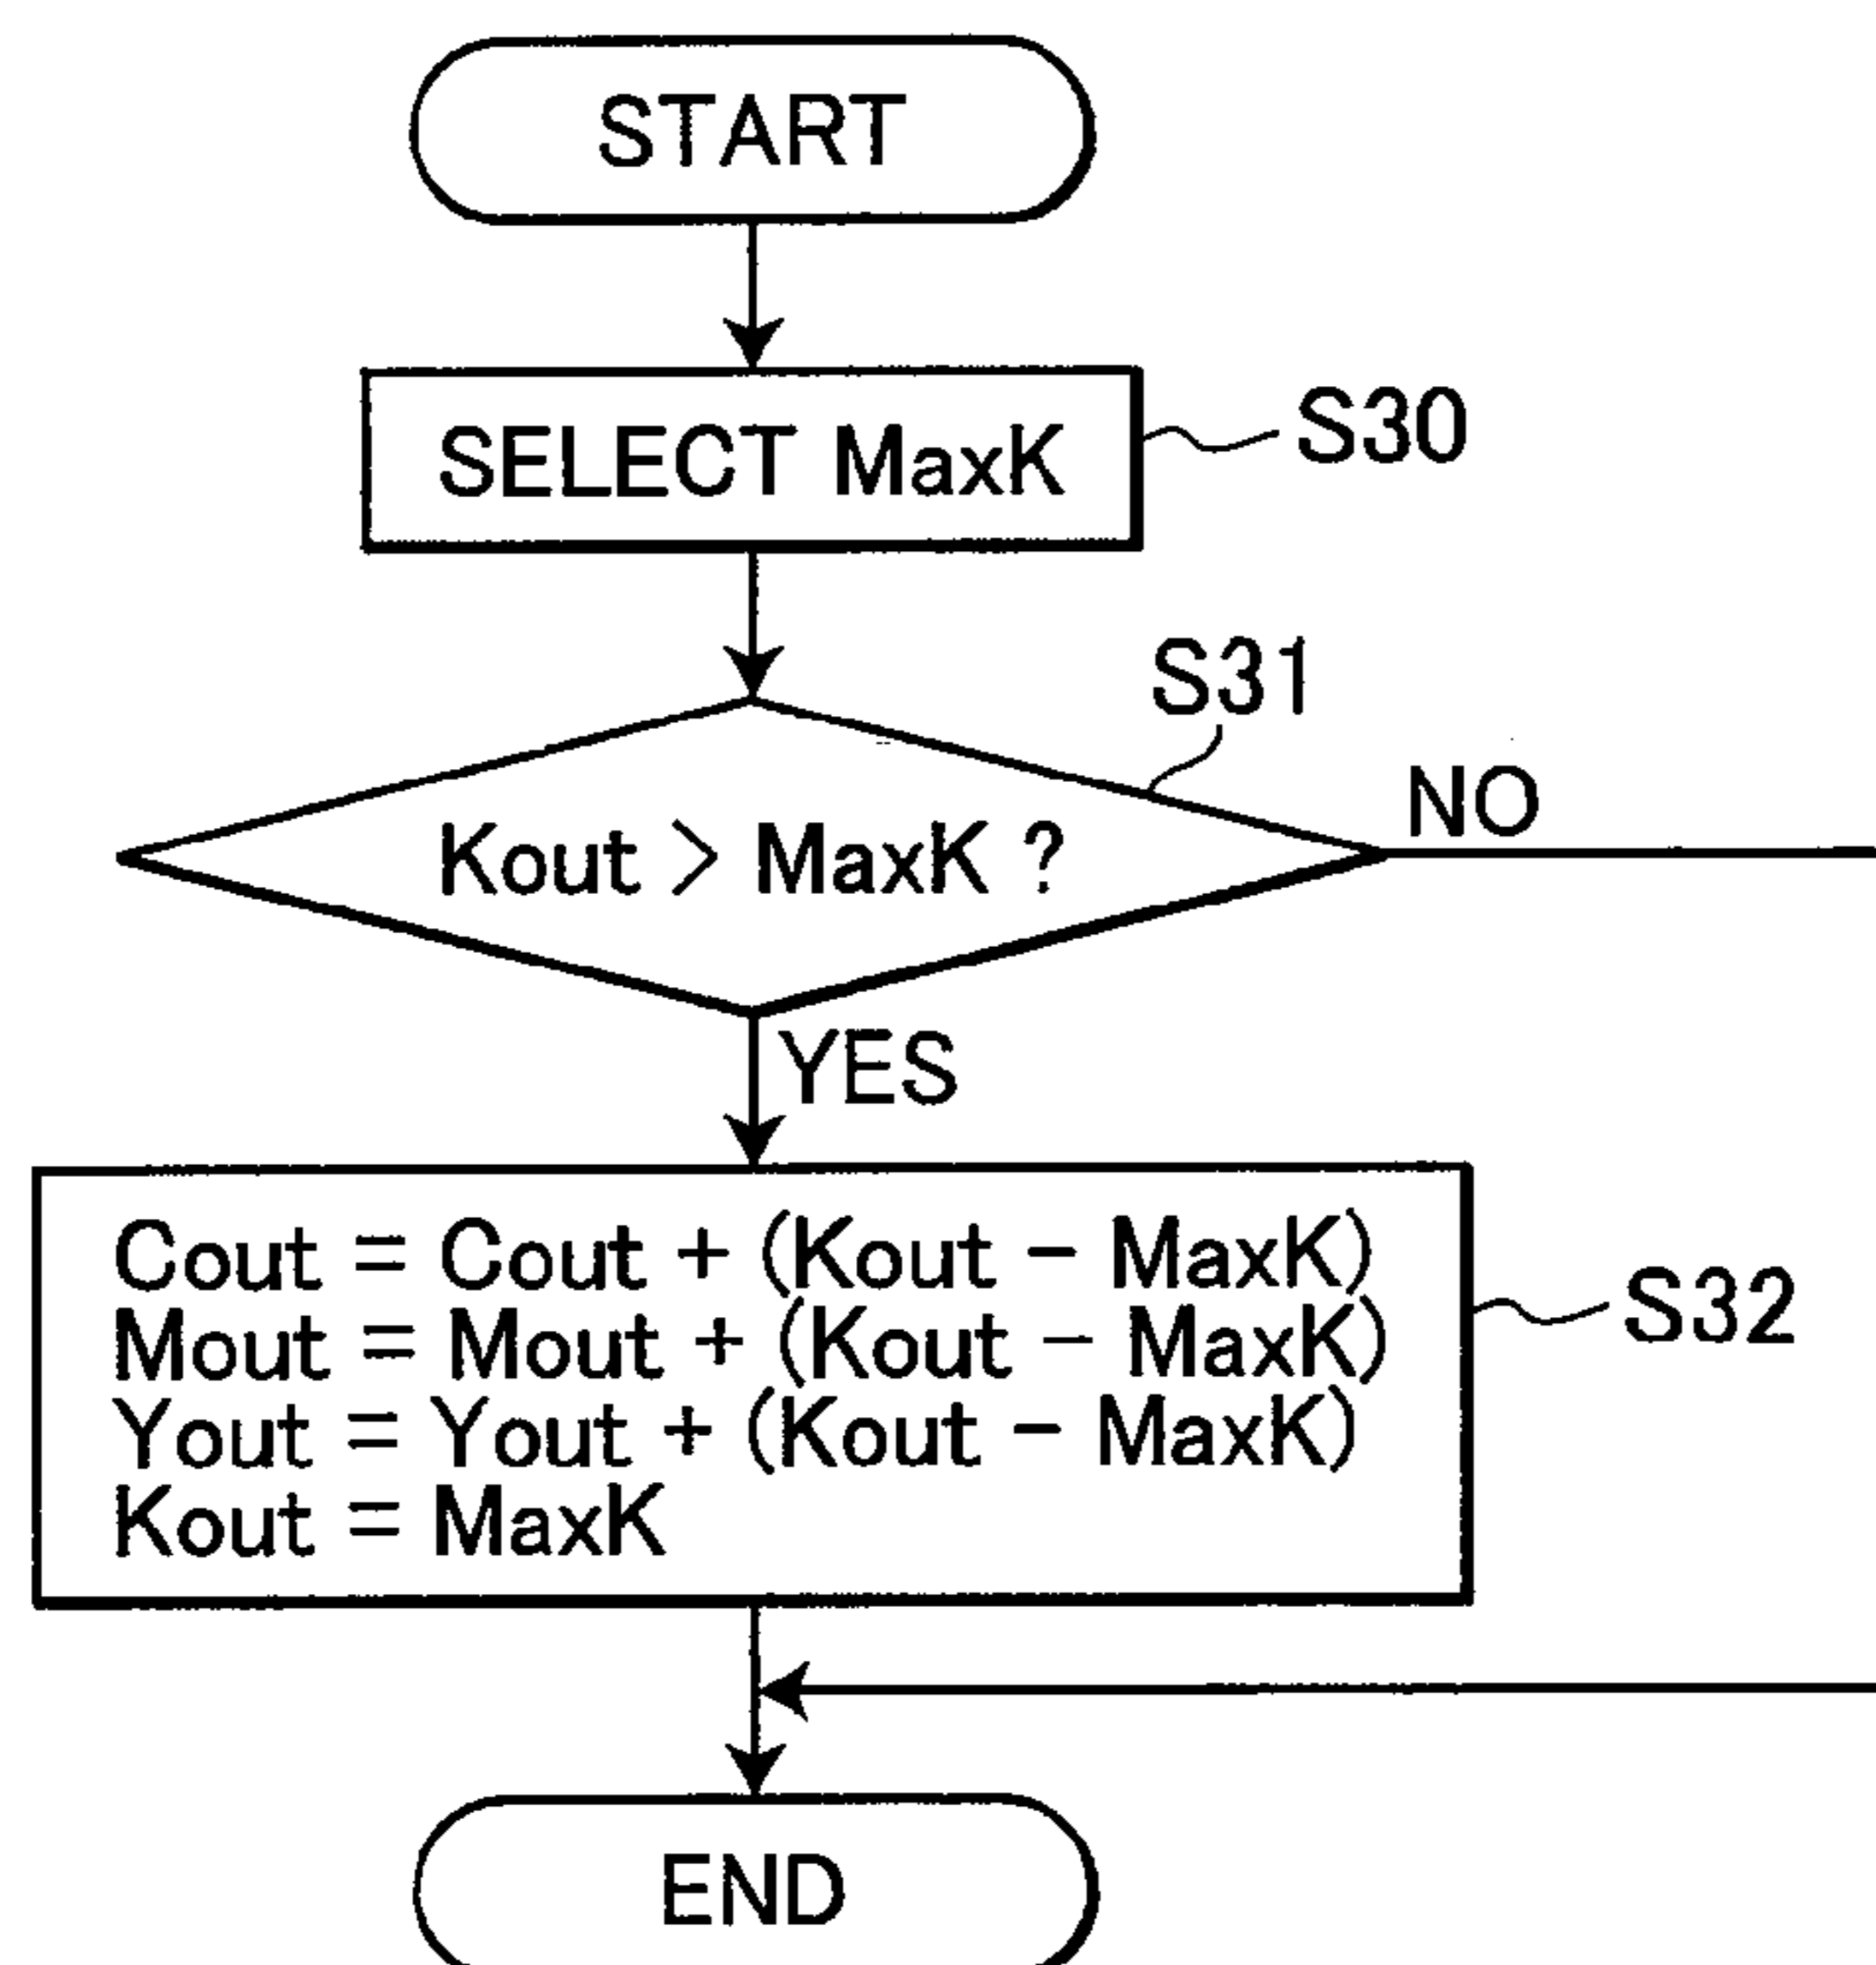 START
SELECT MaxK
S30
S31
Kout > MaxK ?
NO
YES
Cout = Cout + (Kout - MaxK)
Mout = Mout + (Kout - MaxK)
Yout = Yout + (Kout - MaxK)
Kout = MaxK
S32
END